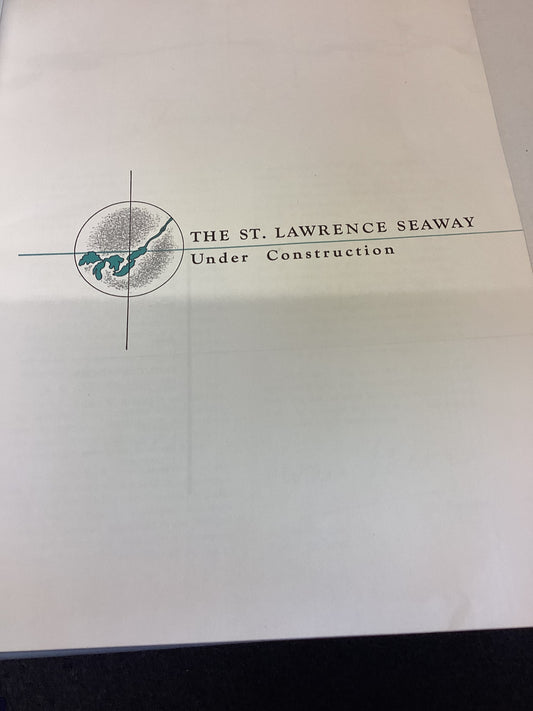 THE ST. LAWRENCE SEAWAY
Under Construction